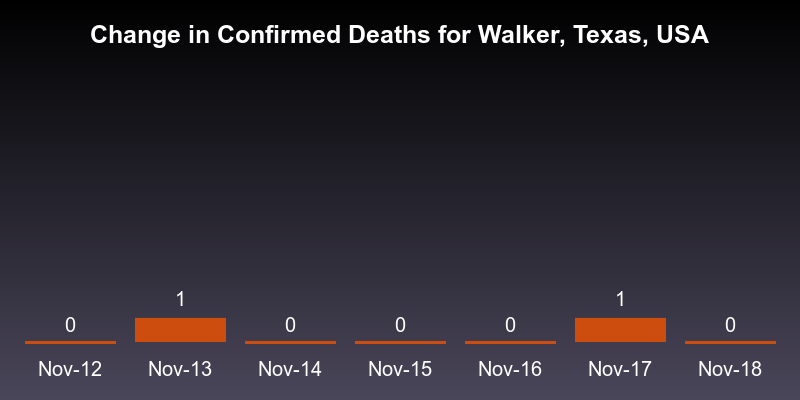 Change in Confirmed Deaths for Walker, Texas, USA
1 1
0 0 0 0 0
Nov-12 Nov-13 Nov-14 Nov-15 Nov-16 Nov-17 Nov-18